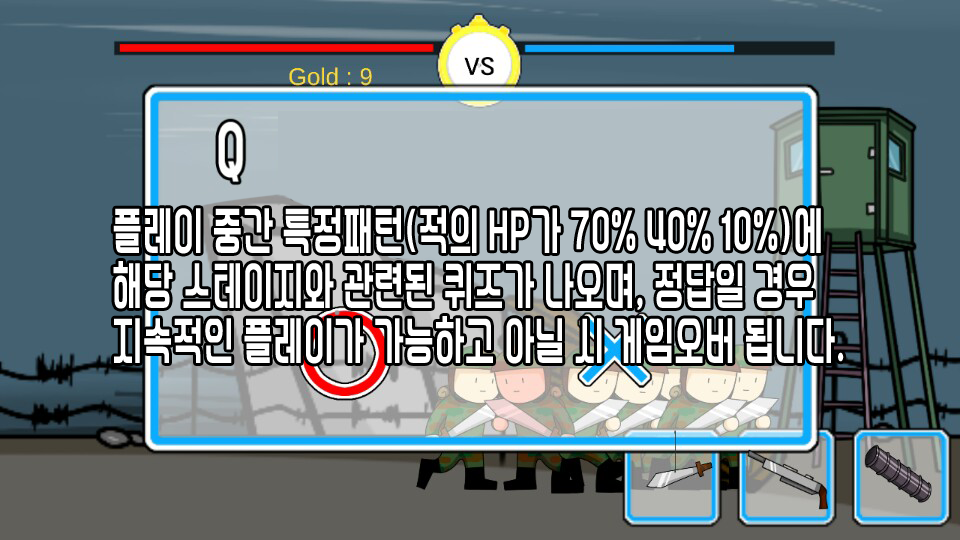 VS
Gold : 9
Q
플레이 중간 특정패턴(적의 HP가 70% 40% 10%)에
해당 스테이지와 관련된 퀴즈가 나오며, 정답일 경우
지속적인 플레이가 가능하고 아닐 시 게임오버 됩니다.